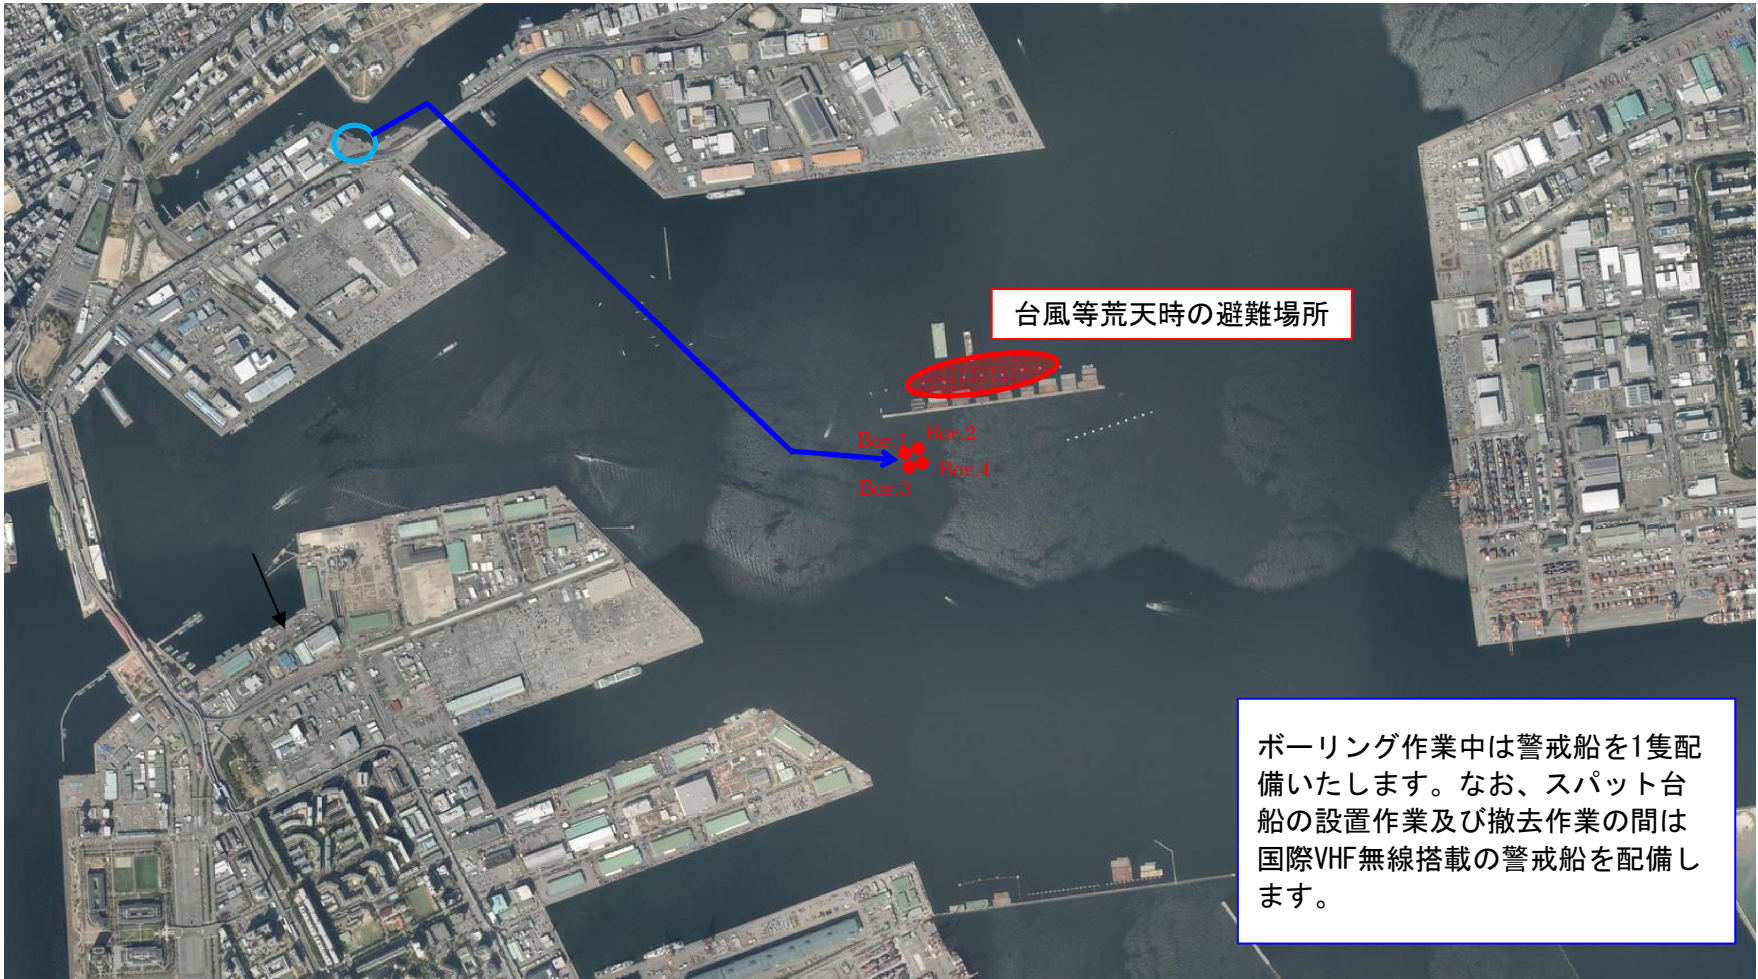 台風等荒天時の避難場所
Bor.1
Bor.2
Bor.4
Bor.3
ボーリング作業中は警戒船を1隻配
備いたします。なお、スパット台
船の設置作業及び撤去作業の間は
国際VHF無線搭載の警戒船を配備し
ます。